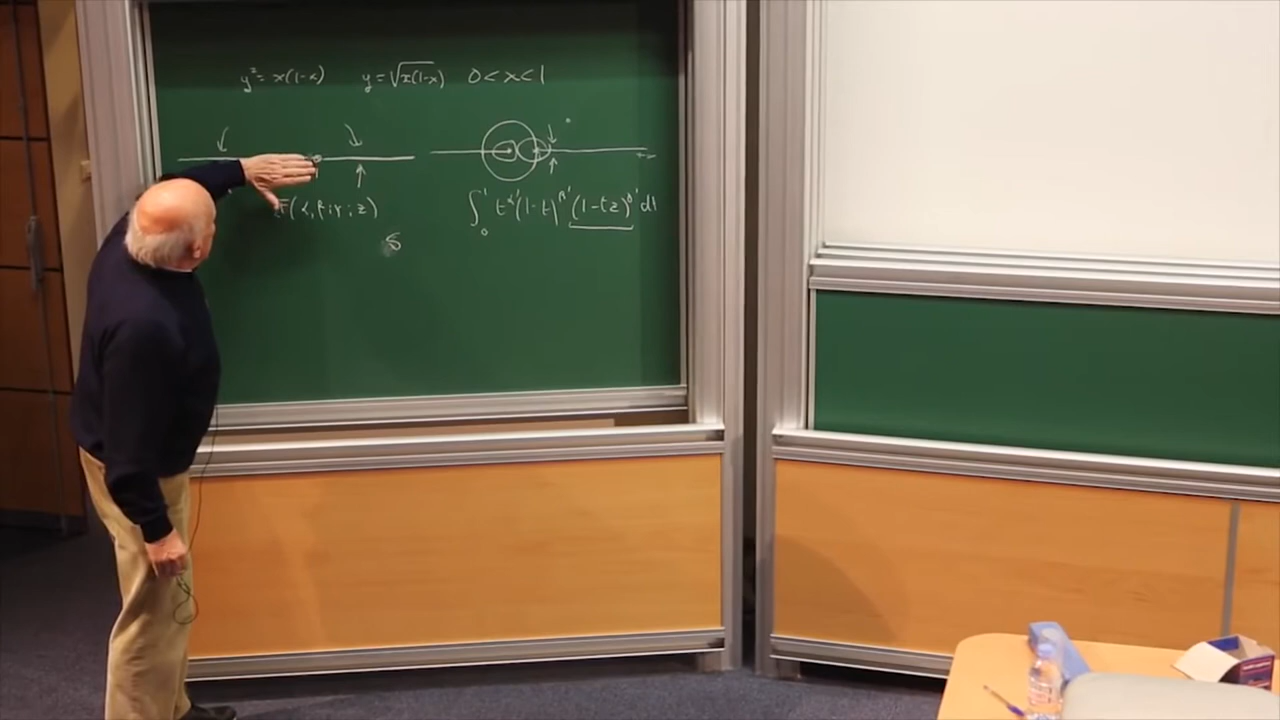 y² = x(1-x) y = √x(1-x) 0 < x < 1
F(α, β; γ; z) ∫₀¹ t^α'(1-t)^β'(1-tz)^δ' dt
δ